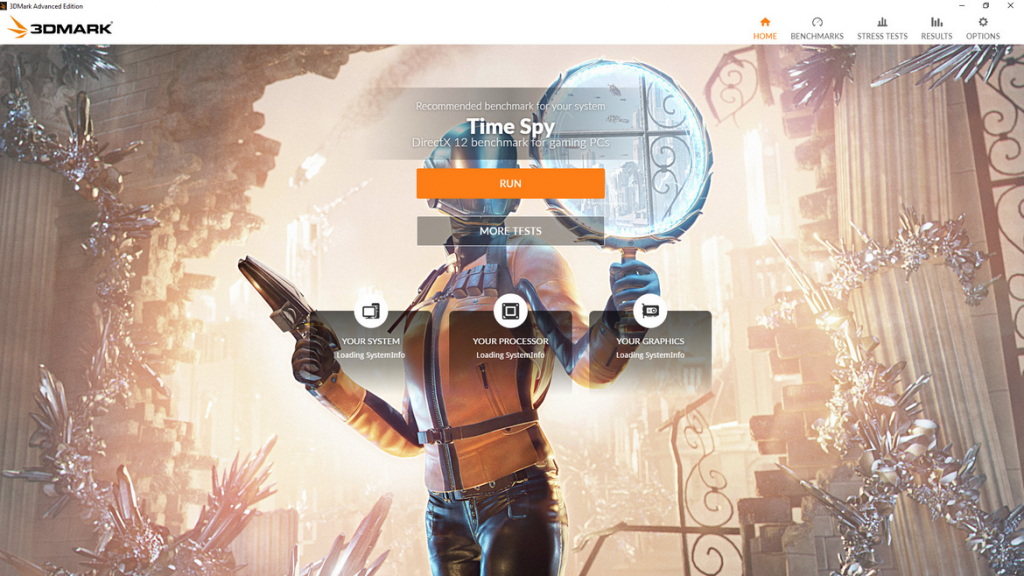 3DMark Advanced Edition
3DMARK
HOME
BENCHMARKS
STRESS TESTS
RESULTS
OPTIONS
Recommended benchmark for your system
Time Spy
DirectX 12 benchmark for gaming PCs
RUN
MORE TESTS
YOUR SYSTEM
Loading SystemInfo
YOUR PROCESSOR
Loading SystemInfo
YOUR GRAPHICS
Loading SystemInfo